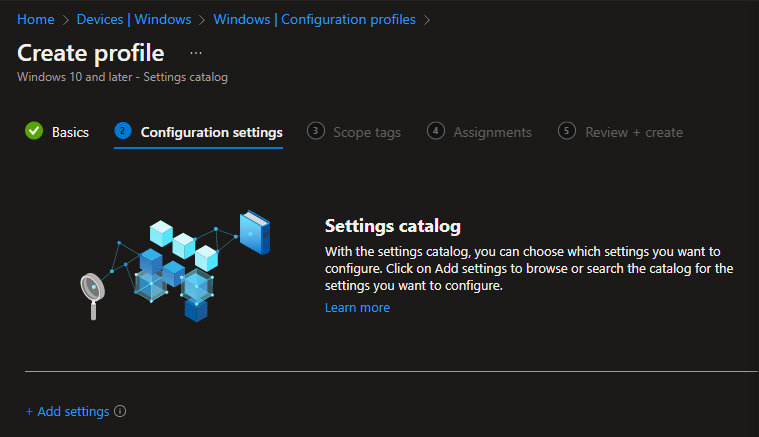 Home > Devices | Windows > Windows | Configuration profiles >
Create profile ...
Windows 10 and later - Settings catalog
Basics 2 Configuration settings 3 Scope tags 4 Assignments 5 Review + create
Settings catalog
With the settings catalog, you can choose which settings you want to
configure. Click on Add settings to browse or search the catalog for the
settings you want to configure.
Learn more
+ Add settings